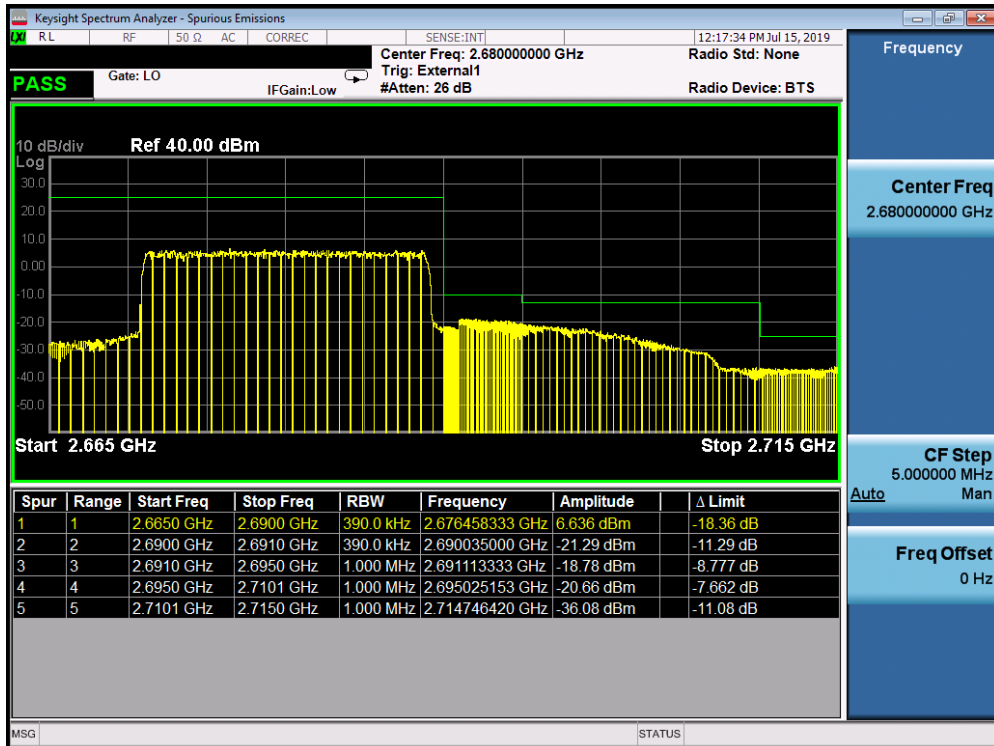 Keysight Spectrum Analyzer - Spurious Emissions
LXI RL RF 50 Ω AC CORREC SENSE:INT 12:17:34 PM Jul 15, 2019
Center Freq: 2.680000000 GHz Radio Std: None
PASS Gate: LO Trig: External1
IFGain:Low #Atten: 26 dB Radio Device: BTS
10 dB/div Ref 40.00 dBm
Log
30.0
20.0
10.0
0.00
-10.0
-20.0
-30.0
-40.0
-50.0
Start 2.665 GHz Stop 2.715 GHz
Spur Range Start Freq Stop Freq RBW Frequency Amplitude Δ Limit
1 1 2.6650 GHz 2.6900 GHz 390.0 kHz 2.676458333 GHz 6.636 dBm -18.36 dB
2 2 2.6900 GHz 2.6910 GHz 390.0 kHz 2.690035000 GHz -21.29 dBm -11.29 dB
3 3 2.6910 GHz 2.6950 GHz 1.000 MHz 2.691113333 GHz -18.78 dBm -8.777 dB
4 4 2.6950 GHz 2.7101 GHz 1.000 MHz 2.695025153 GHz -20.66 dBm -7.662 dB
5 5 2.7101 GHz 2.7150 GHz 1.000 MHz 2.714746420 GHz -36.08 dBm -11.08 dB
MSG STATUS
Frequency
Center Freq
2.680000000 GHz
CF Step
5.000000 MHz
Auto Man
Freq Offset
0 Hz